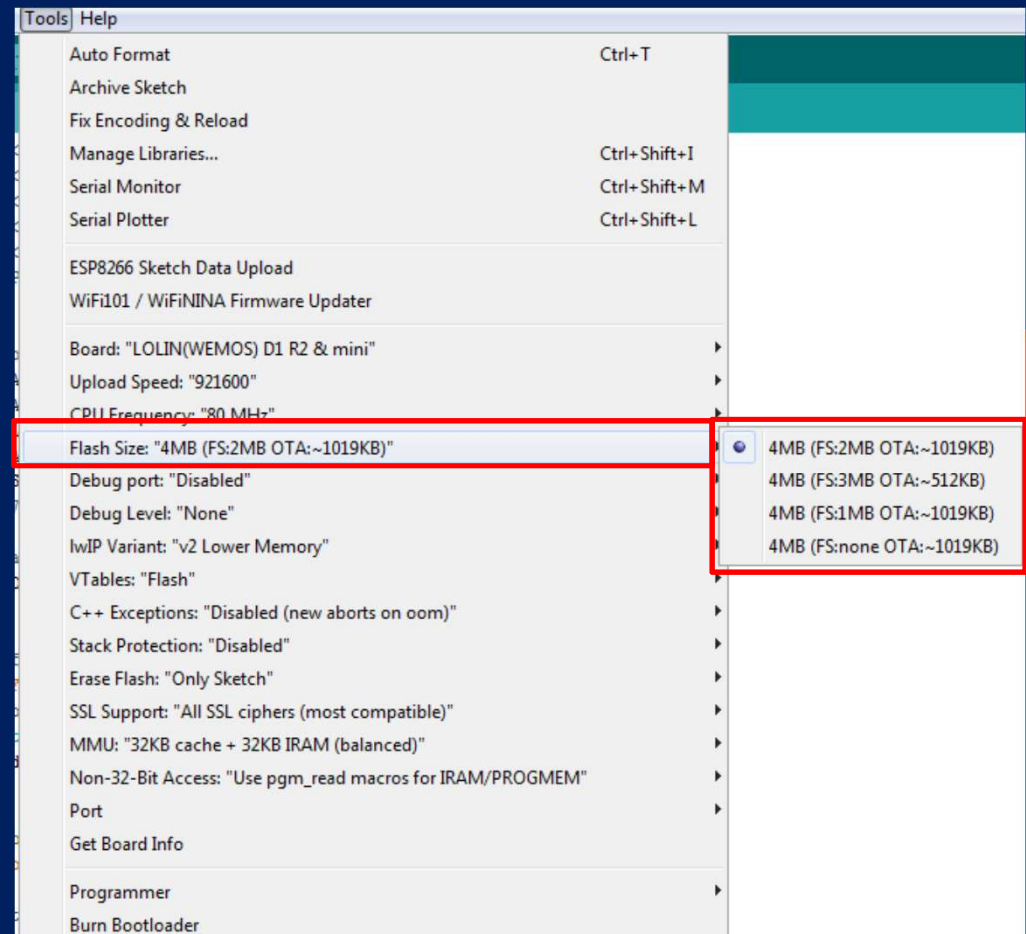 Tools Help
Auto Format Ctrl+T
Archive Sketch
Fix Encoding & Reload
Manage Libraries... Ctrl+Shift+I
Serial Monitor Ctrl+Shift+M
Serial Plotter Ctrl+Shift+L
ESP8266 Sketch Data Upload
WiFi101 / WiFiNINA Firmware Updater
Board: "LOLIN(WEMOS) D1 R2 & mini"
Upload Speed: "921600"
CPU Frequency: "80 MHz"
Flash Size: "4MB (FS:2MB OTA:~1019KB)"
Debug port: "Disabled"
Debug Level: "None"
lwIP Variant: "v2 Lower Memory"
VTables: "Flash"
C++ Exceptions: "Disabled (new aborts on oom)"
Stack Protection: "Disabled"
Erase Flash: "Only Sketch"
SSL Support: "All SSL ciphers (most compatible)"
MMU: "32KB cache + 32KB IRAM (balanced)"
Non-32-Bit Access: "Use pgm_read macros for IRAM/PROGMEM"
Port
Get Board Info
Programmer
Burn Bootloader
4MB (FS:2MB OTA:~1019KB)
4MB (FS:3MB OTA:~512KB)
4MB (FS:1MB OTA:~1019KB)
4MB (FS:none OTA:~1019KB)